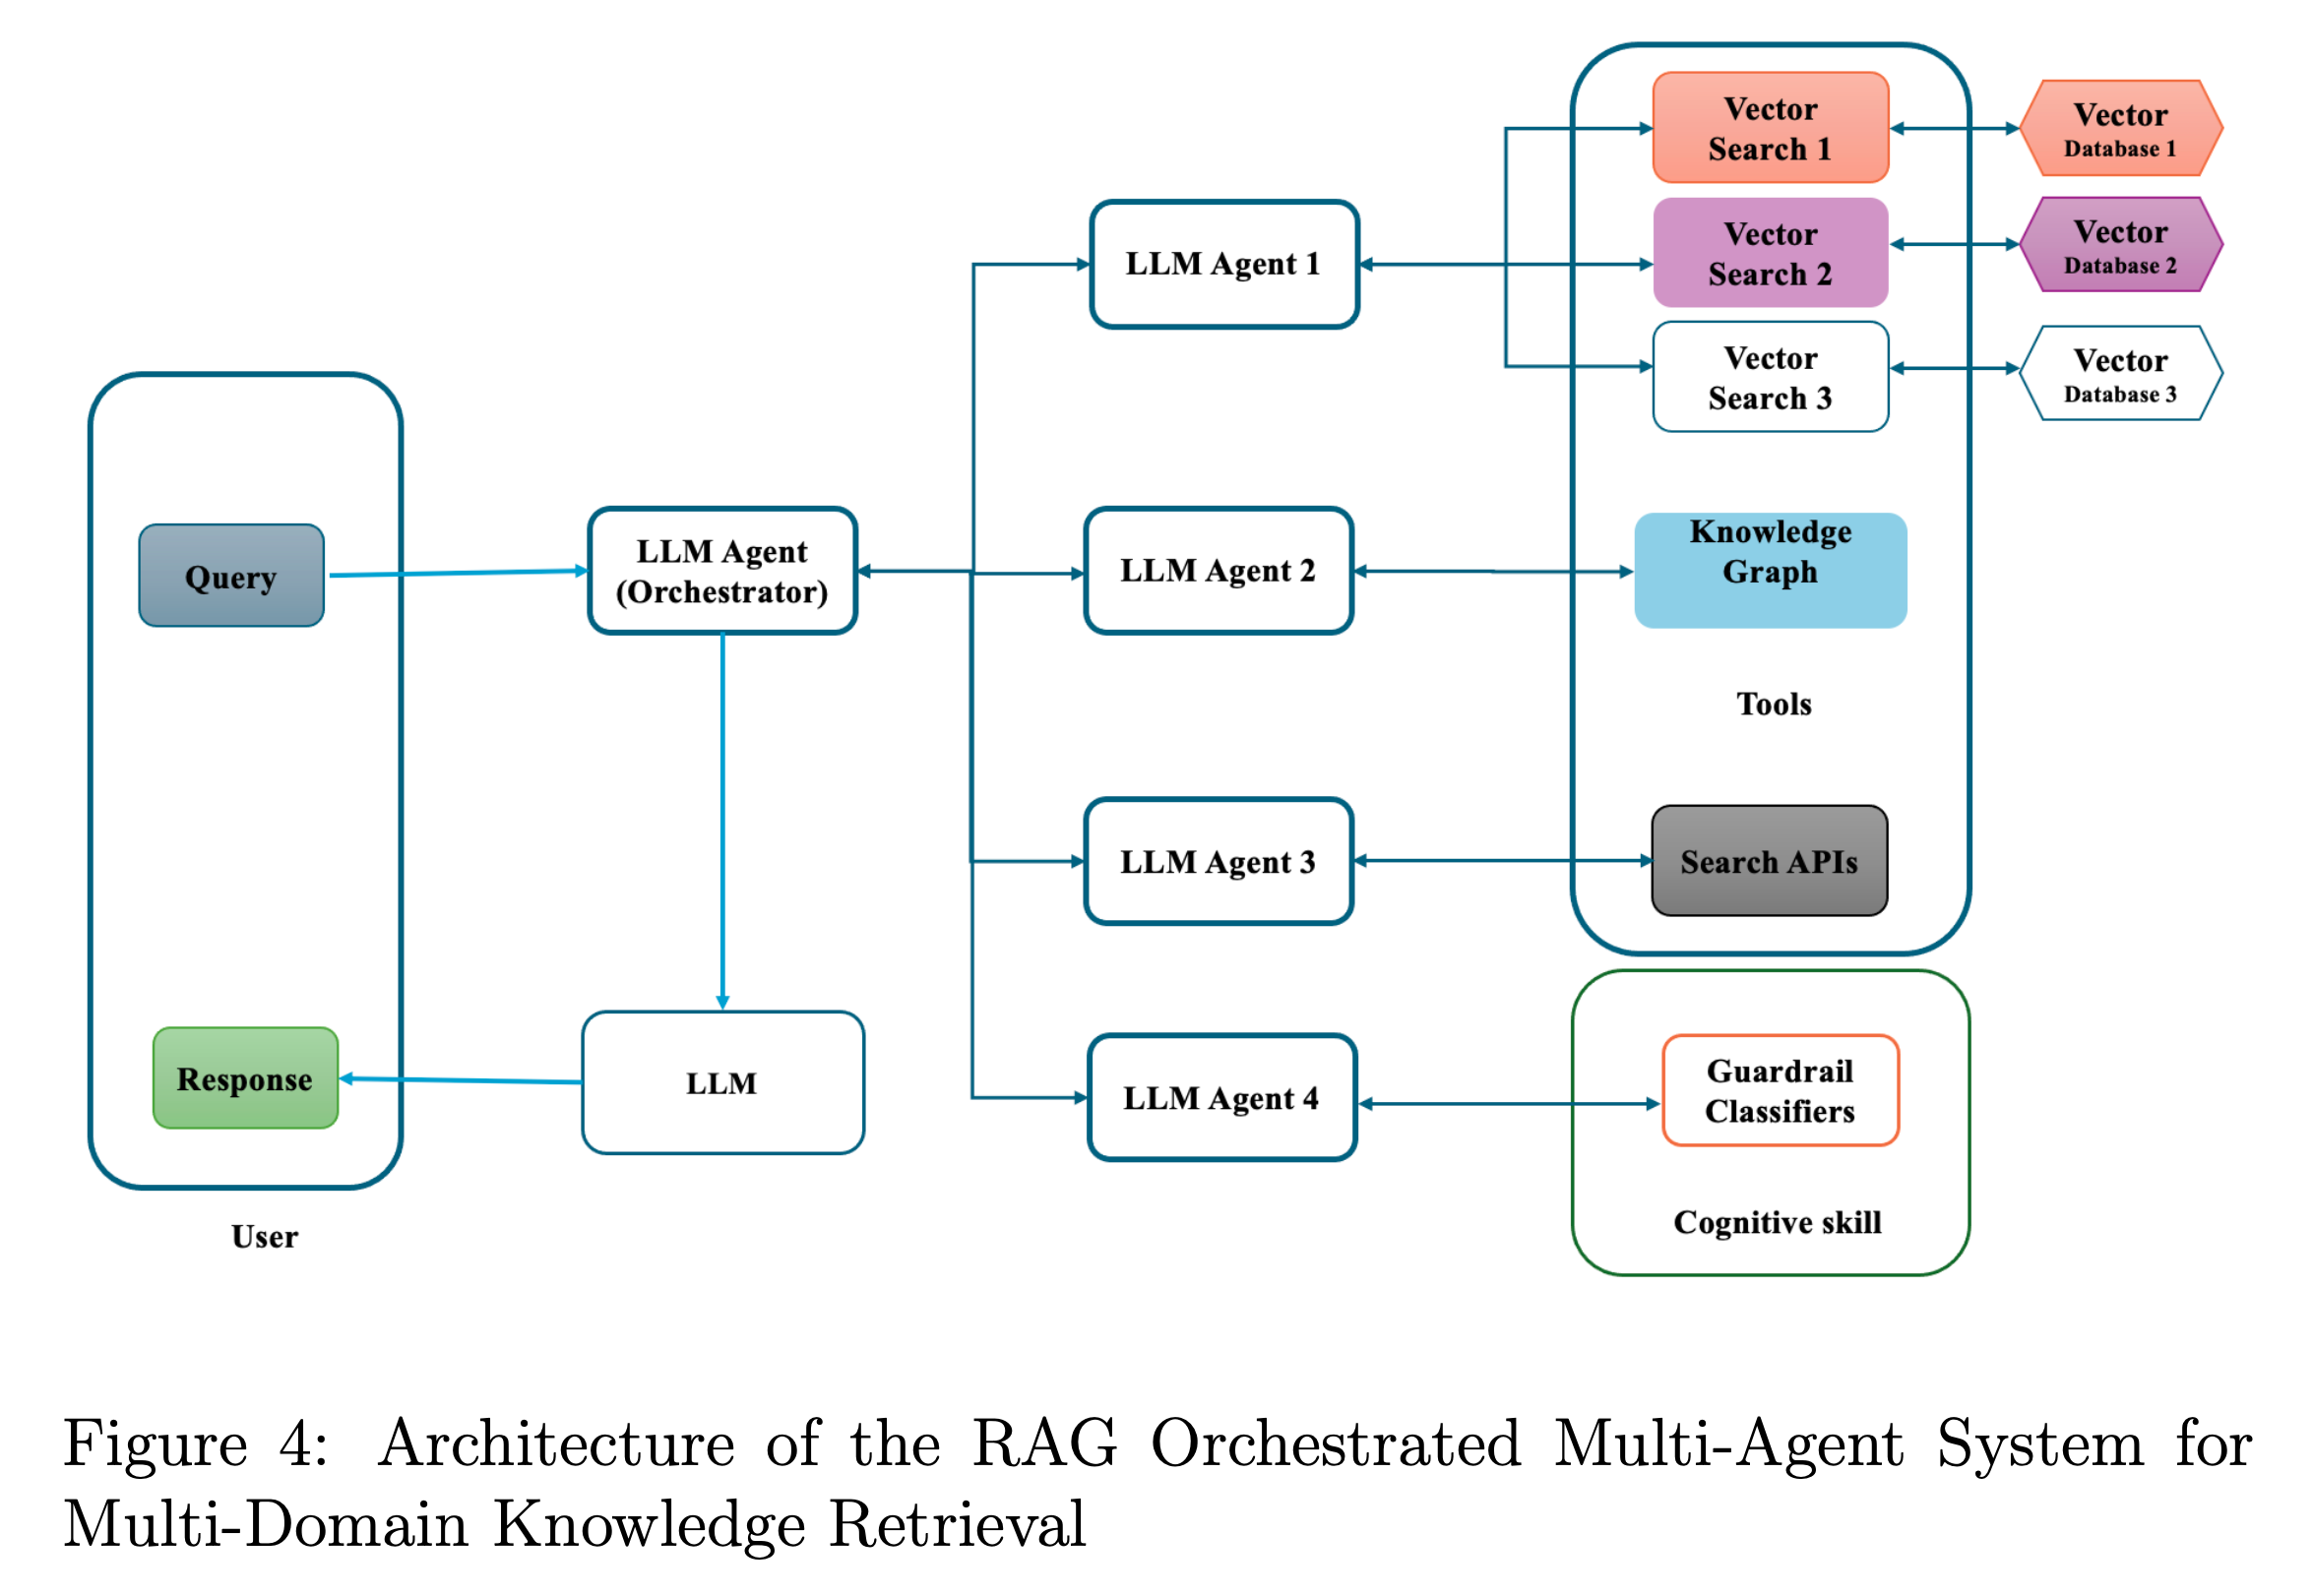 Vector
Search 1
Vector
Database 1
Vector
Search 2
Vector
Database 2
LLM Agent 1
Vector
Search 3
Vector
Database 3
Query
LLM Agent
(Orchestrator)
LLM Agent 2
Knowledge
Graph
Tools
LLM Agent 3
Search APIs
Response
LLM
LLM Agent 4
Guardrail
Classifiers
Cognitive skill
User
Figure 4: Architecture of the RAG Orchestrated Multi-Agent System for
Multi-Domain Knowledge Retrieval